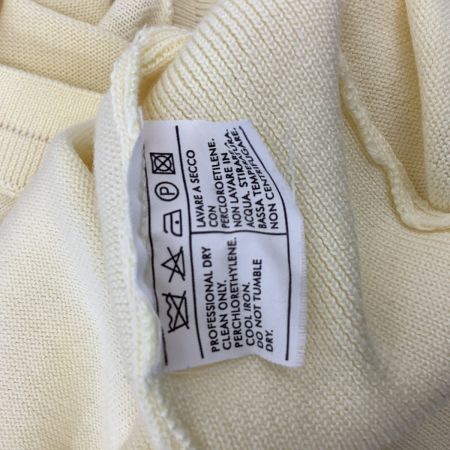 P
PROFESSIONAL DRY
CLEAN ONLY.
PERCHLORETHYLENE.
COOL IRON.
DO NOT TUMBLE
DRY.
LAVARE A SECCO
CON
PERCLOROETILENE.
NON LAVARE IN
ACQUA.
BASSA
NON